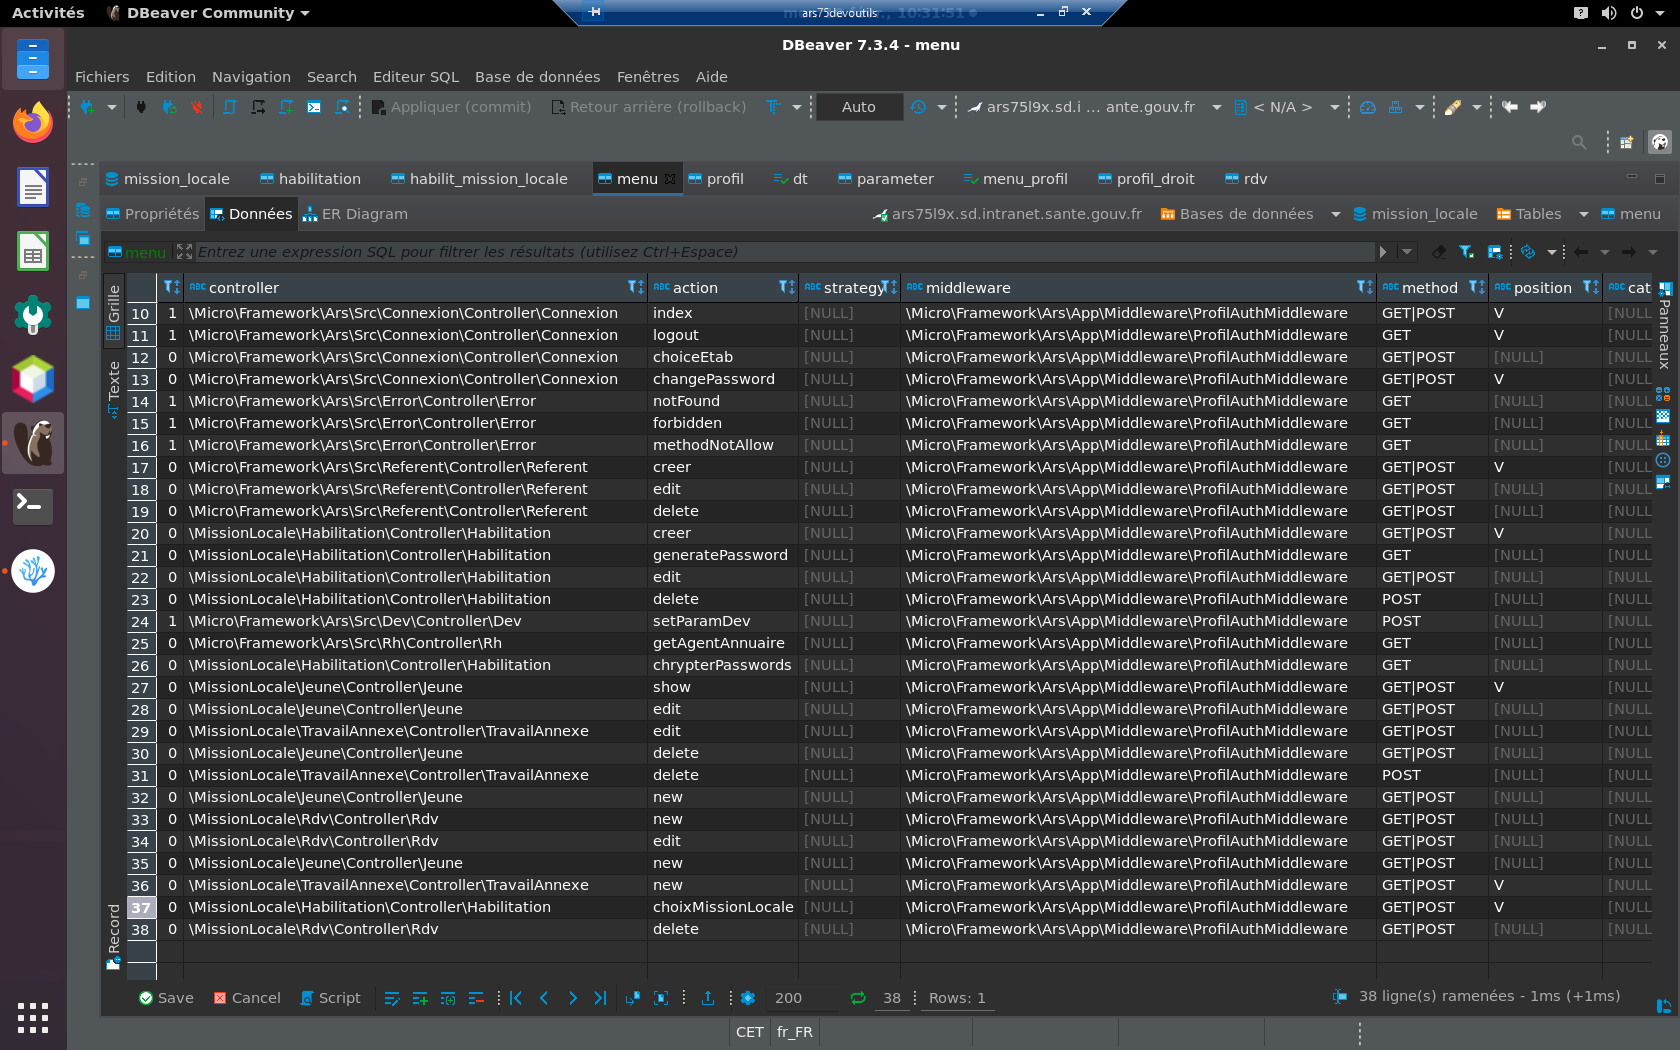 Activités DBeaver Community ars75devoutils
DBeaver 7.3.4 - menu
Fichiers Edition Navigation Search Editeur SQL Base de données Fenêtres Aide
Appliquer (commit) Retour arrière (rollback) Auto ars75l9x.sd.i ... ante.gouv.fr < N/A >
mission_locale habilitation habilit_mission_locale menu profil dt parameter menu_profil profil_droit rdv
Propriétés Données ER Diagram ars75l9x.sd.intranet.sante.gouv.fr Bases de données mission_locale Tables menu
menu Entrez une expression SQL pour filtrer les résultats (utilisez Ctrl+Espace)
Grille
Texte
Record
Panneaux
controller action strategy middleware method position cat
10 1 \Micro\Framework\Ars\Src\Connexion\Controller\Connexion index [NULL] \Micro\Framework\Ars\App\Middleware\ProfilAuthMiddleware GET|POST V [NULL
11 1 \Micro\Framework\Ars\Src\Connexion\Controller\Connexion logout [NULL] \Micro\Framework\Ars\App\Middleware\ProfilAuthMiddleware GET V [NULL
12 0 \Micro\Framework\Ars\Src\Connexion\Controller\Connexion choiceEtab [NULL] \Micro\Framework\Ars\App\Middleware\ProfilAuthMiddleware GET|POST [NULL] [NULL
13 0 \Micro\Framework\Ars\Src\Connexion\Controller\Connexion changePassword [NULL] \Micro\Framework\Ars\App\Middleware\ProfilAuthMiddleware GET|POST V [NULL
14 1 \Micro\Framework\Ars\Src\Error\Controller\Error notFound [NULL] \Micro\Framework\Ars\App\Middleware\ProfilAuthMiddleware GET [NULL] [NULL
15 1 \Micro\Framework\Ars\Src\Error\Controller\Error forbidden [NULL] \Micro\Framework\Ars\App\Middleware\ProfilAuthMiddleware GET [NULL] [NULL
16 1 \Micro\Framework\Ars\Src\Error\Controller\Error methodNotAllow [NULL] \Micro\Framework\Ars\App\Middleware\ProfilAuthMiddleware GET [NULL] [NULL
17 0 \Micro\Framework\Ars\Src\Referent\Controller\Referent creer [NULL] \Micro\Framework\Ars\App\Middleware\ProfilAuthMiddleware GET|POST V [NULL
18 0 \Micro\Framework\Ars\Src\Referent\Controller\Referent edit [NULL] \Micro\Framework\Ars\App\Middleware\ProfilAuthMiddleware GET|POST [NULL] [NULL
19 0 \Micro\Framework\Ars\Src\Referent\Controller\Referent delete [NULL] \Micro\Framework\Ars\App\Middleware\ProfilAuthMiddleware GET|POST [NULL] [NULL
20 0 \MissionLocale\Habilitation\Controller\Habilitation creer [NULL] \Micro\Framework\Ars\App\Middleware\ProfilAuthMiddleware GET|POST V [NULL
21 0 \MissionLocale\Habilitation\Controller\Habilitation generatePassword [NULL] \Micro\Framework\Ars\App\Middleware\ProfilAuthMiddleware GET [NULL] [NULL
22 0 \MissionLocale\Habilitation\Controller\Habilitation edit [NULL] \Micro\Framework\Ars\App\Middleware\ProfilAuthMiddleware GET|POST [NULL] [NULL
23 0 \MissionLocale\Habilitation\Controller\Habilitation delete [NULL] \Micro\Framework\Ars\App\Middleware\ProfilAuthMiddleware POST [NULL] [NULL
24 1 \Micro\Framework\Ars\Src\Dev\Controller\Dev setParamDev [NULL] \Micro\Framework\Ars\App\Middleware\ProfilAuthMiddleware POST [NULL] [NULL
25 0 \Micro\Framework\Ars\Src\Rh\Controller\Rh getAgentAnnuaire [NULL] \Micro\Framework\Ars\App\Middleware\ProfilAuthMiddleware GET [NULL] [NULL
26 0 \MissionLocale\Habilitation\Controller\Habilitation chrypterPasswords [NULL] \Micro\Framework\Ars\App\Middleware\ProfilAuthMiddleware GET [NULL] [NULL
27 0 \MissionLocale\Jeune\Controller\Jeune show [NULL] \Micro\Framework\Ars\App\Middleware\ProfilAuthMiddleware GET|POST V [NULL
28 0 \MissionLocale\Jeune\Controller\Jeune edit [NULL] \Micro\Framework\Ars\App\Middleware\ProfilAuthMiddleware GET|POST [NULL] [NULL
29 0 \MissionLocale\TravailAnnexe\Controller\TravailAnnexe edit [NULL] \Micro\Framework\Ars\App\Middleware\ProfilAuthMiddleware GET|POST [NULL] [NULL
30 0 \MissionLocale\Jeune\Controller\Jeune delete [NULL] \Micro\Framework\Ars\App\Middleware\ProfilAuthMiddleware GET|POST [NULL] [NULL
31 0 \MissionLocale\TravailAnnexe\Controller\TravailAnnexe delete [NULL] \Micro\Framework\Ars\App\Middleware\ProfilAuthMiddleware POST [NULL] [NULL
32 0 \MissionLocale\Jeune\Controller\Jeune new [NULL] \Micro\Framework\Ars\App\Middleware\ProfilAuthMiddleware GET|POST [NULL] [NULL
33 0 \MissionLocale\Rdv\Controller\Rdv new [NULL] \Micro\Framework\Ars\App\Middleware\ProfilAuthMiddleware GET|POST [NULL] [NULL
34 0 \MissionLocale\Rdv\Controller\Rdv edit [NULL] \Micro\Framework\Ars\App\Middleware\ProfilAuthMiddleware GET|POST [NULL] [NULL
35 0 \MissionLocale\Jeune\Controller\Jeune new [NULL] \Micro\Framework\Ars\App\Middleware\ProfilAuthMiddleware GET|POST [NULL] [NULL
36 0 \MissionLocale\TravailAnnexe\Controller\TravailAnnexe new [NULL] \Micro\Framework\Ars\App\Middleware\ProfilAuthMiddleware GET|POST V [NULL
37 0 \MissionLocale\Habilitation\Controller\Habilitation choixMissionLocale [NULL] \Micro\Framework\Ars\App\Middleware\ProfilAuthMiddleware GET|POST V [NULL
38 0 \MissionLocale\Rdv\Controller\Rdv delete [NULL] \Micro\Framework\Ars\App\Middleware\ProfilAuthMiddleware GET|POST [NULL] [NULL
Save Cancel Script 200 38 Rows: 1 38 ligne(s) ramenées - 1ms (+1ms)
CET fr_FR